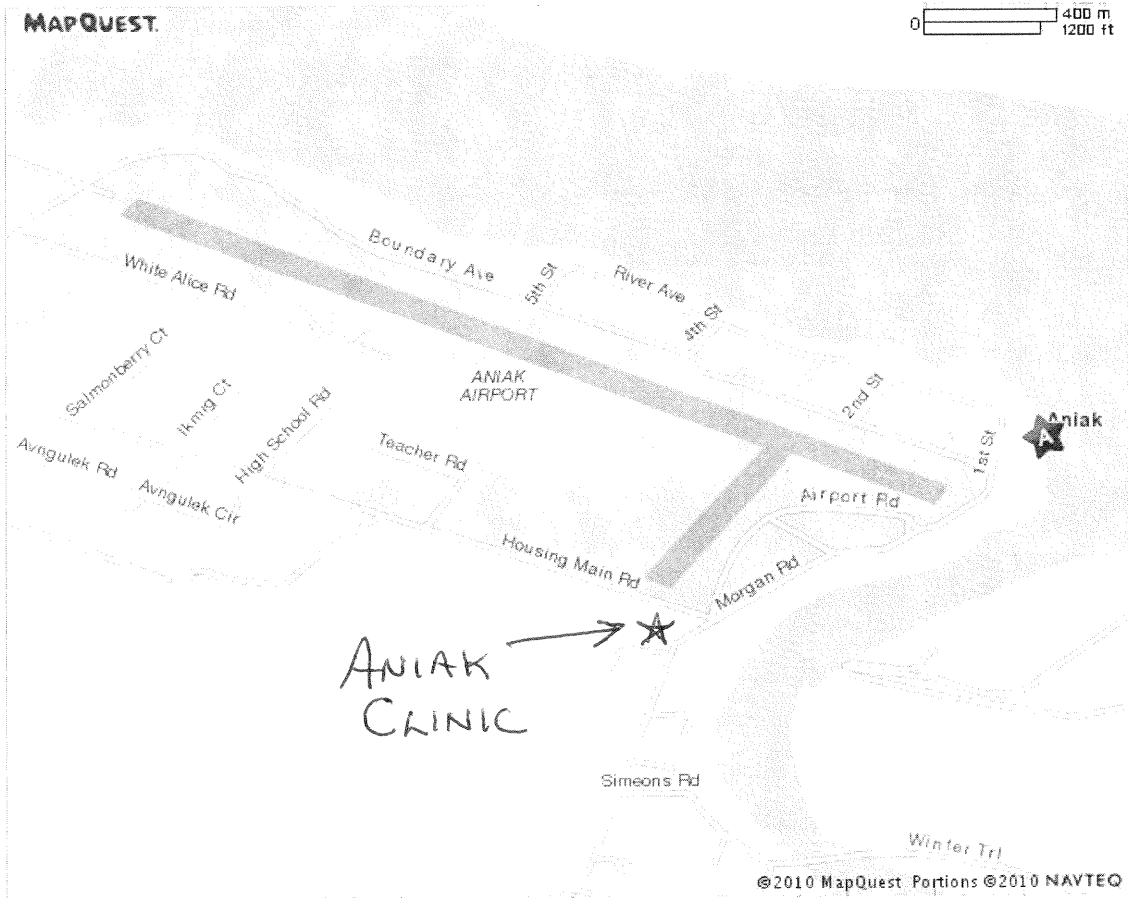 MAPQUEST.
0
400 m
1200 ft
Boundary Ave
5th St
River Ave
4th St
White Alice Rd
Salmonberry Ct
Ikmig Ct
High School Rd
ANIAK
AIRPORT
2nd St
Aniak
A
1st St
Teacher Rd
Avngulek Rd
Avngulek Cir
Airport Rd
Housing Main Rd
Morgan Rd
ANIAK
CLINIC
Simeons Rd
Winter Trl
©2010 MapQuest Portions ©2010 NAVTEQ